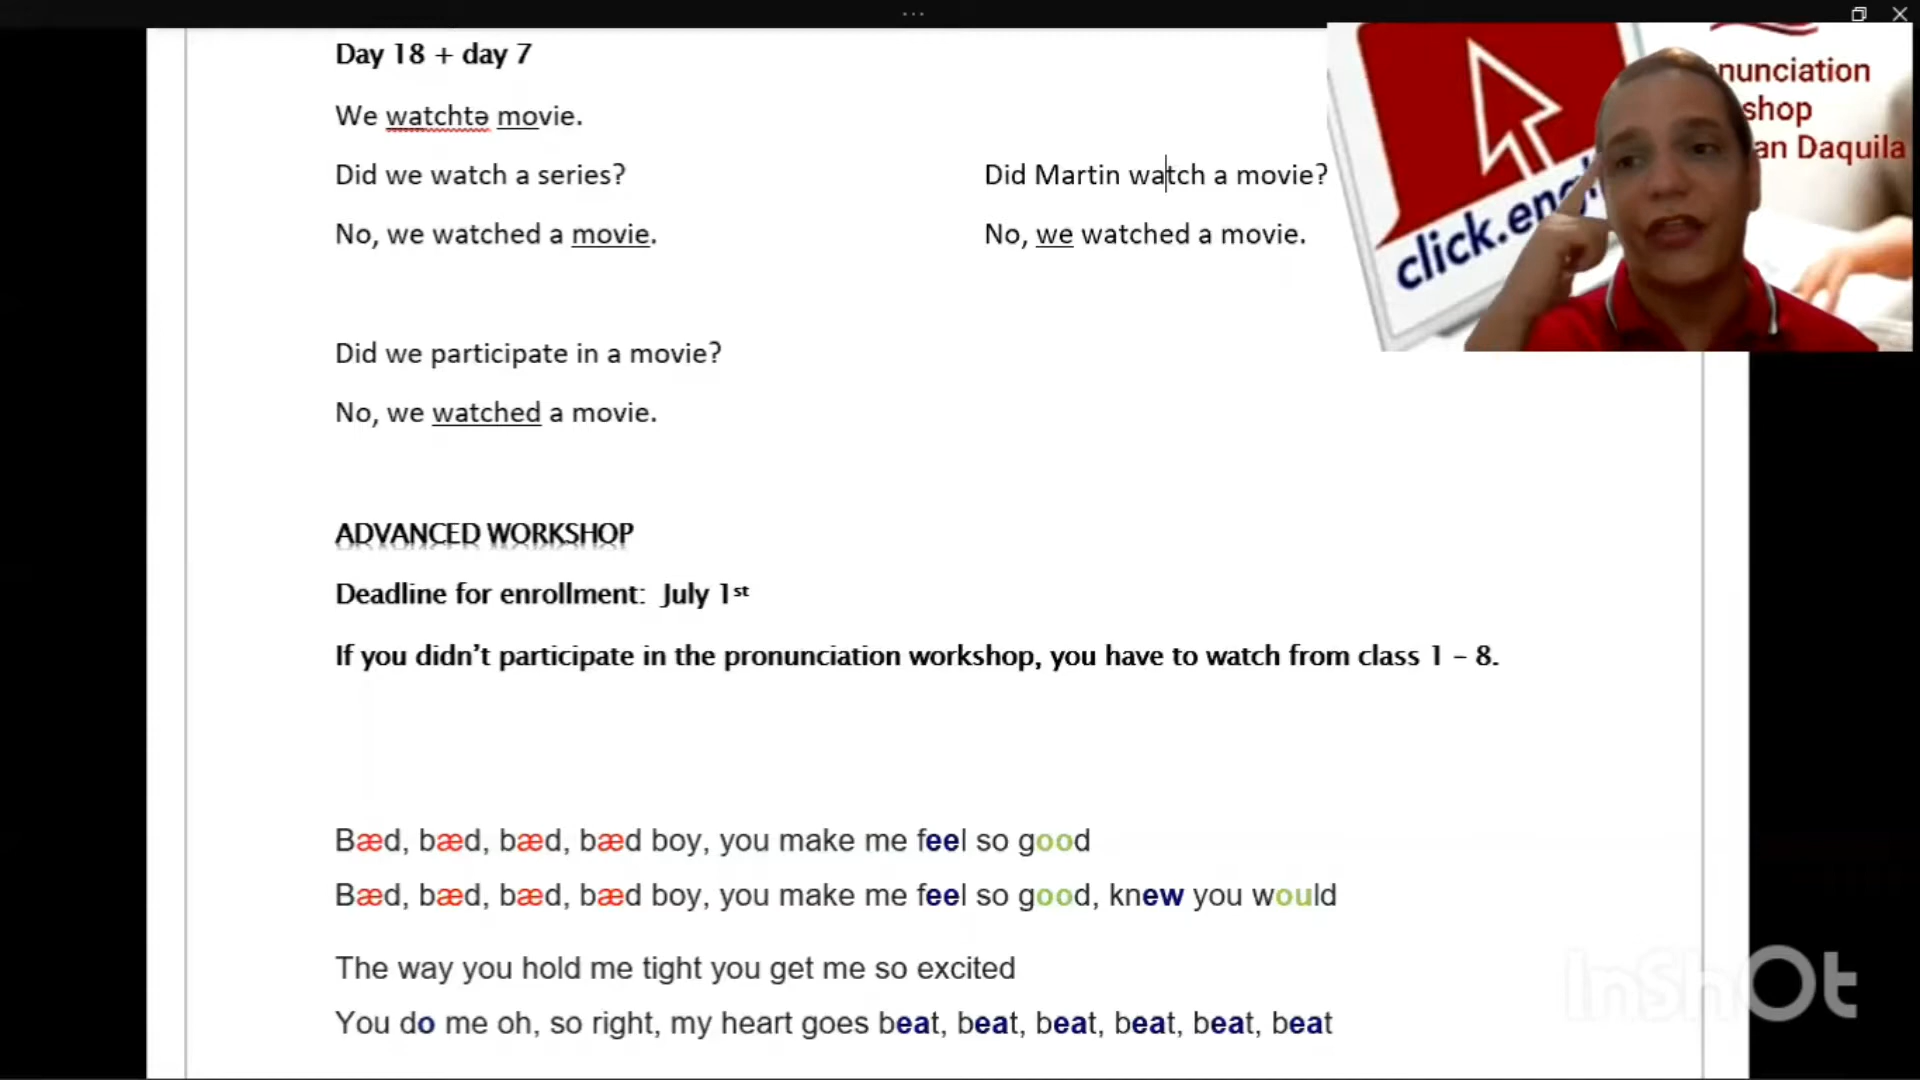 Day 18 + day 7
We watchtə movie.
Did we watch a series? Did Martin watch a movie?
No, we watched a movie. No, we watched a movie.
Did we participate in a movie?
No, we watched a movie.
ADVANCED WORKSHOP
Deadline for enrollment: July 1st
If you didn’t participate in the pronunciation workshop, you have to watch from class 1 – 8.
Bæd, bæd, bæd, bæd boy, you make me feel so good
Bæd, bæd, bæd, bæd boy, you make me feel so good, knew you would
The way you hold me tight you get me so excited
You do me oh, so right, my heart goes beat, beat, beat, beat, beat, beat
nunciation
shop
an Daquila
click.eng
InShOt